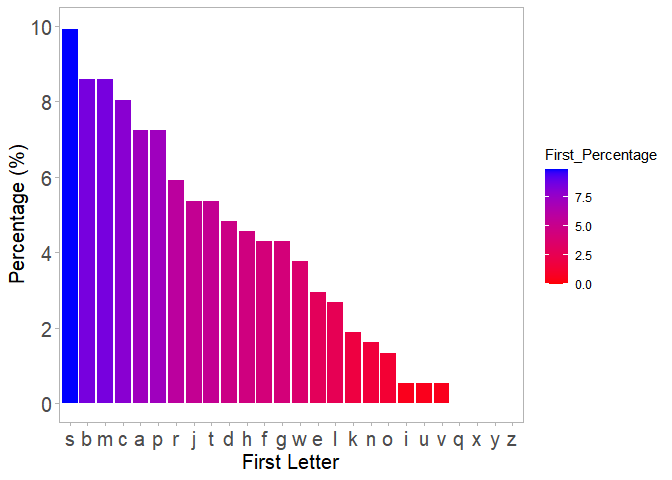 10
8
6
4
2
0
Percentage (%)
s b m c a p r j t d h f g w e l k n o i u v q x y z
First Letter
First_Percentage
7.5
5.0
2.5
0.0